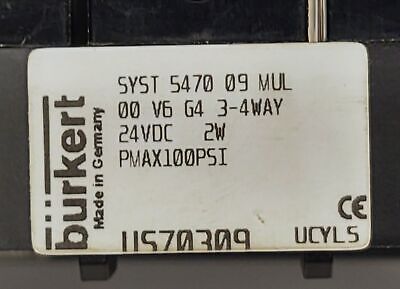 SYST 5470 09 MUL
00 V6 G4 3-4WAY
24VDC 2W
PMAX100PSI
bürkert
Made in Germany
CE
US70309
UCYLS